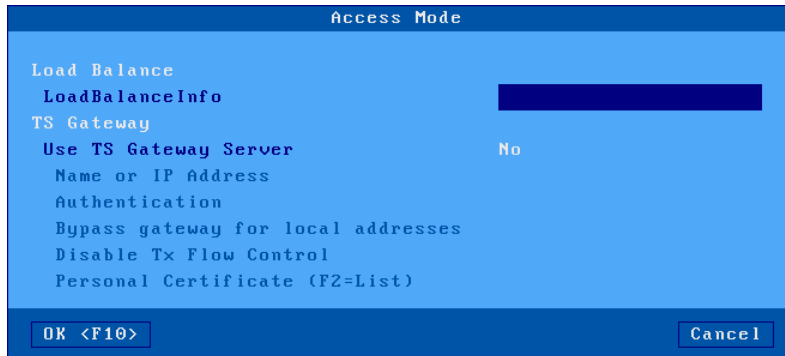 Access Mode
Load Balance
LoadBalanceInfo
TS Gateway
Use TS Gateway Server No
Name or IP Address
Authentication
Bypass gateway for local addresses
Disable Tx Flow Control
Personal Certificate (F2=List)
OK <F10> Cancel